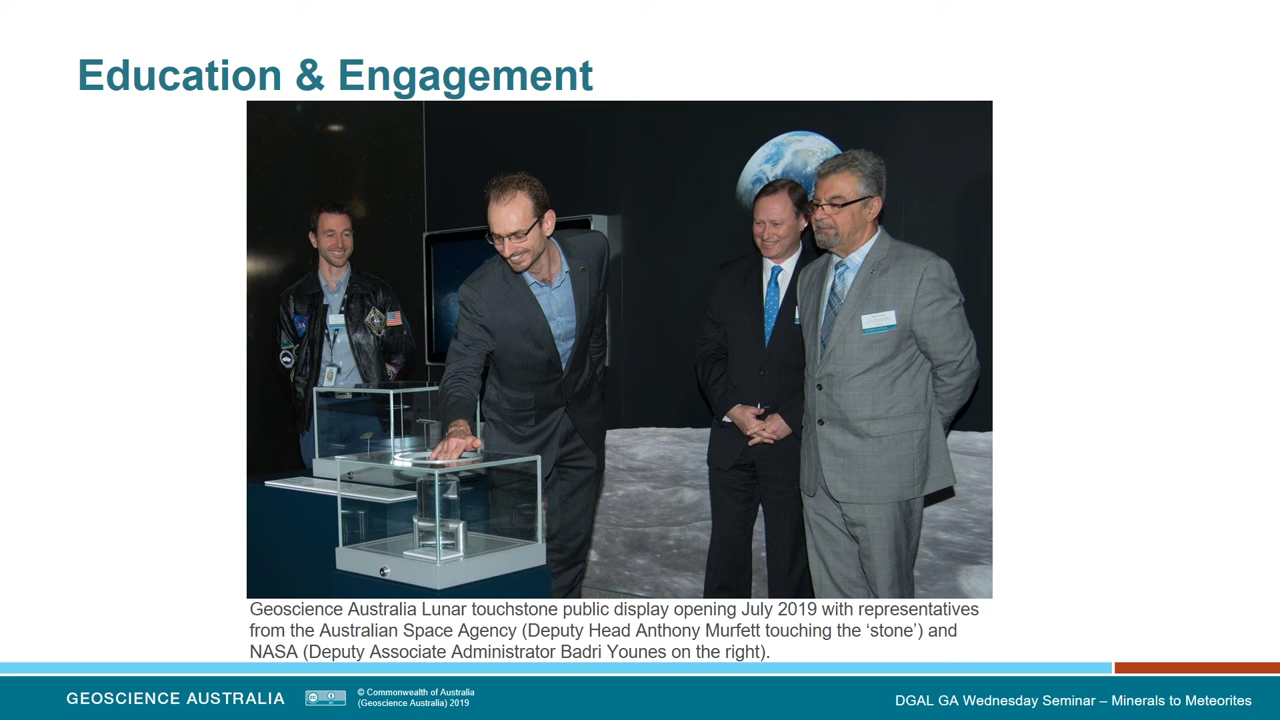 Education & Engagement
Geoscience Australia Lunar touchstone public display opening July 2019 with representatives
from the Australian Space Agency (Deputy Head Anthony Murfett touching the ‘stone’) and
NASA (Deputy Associate Administrator Badri Younes on the right).
GEOSCIENCE AUSTRALIA
© Commonwealth of Australia
(Geoscience Australia) 2019
DGAL GA Wednesday Seminar – Minerals to Meteorites